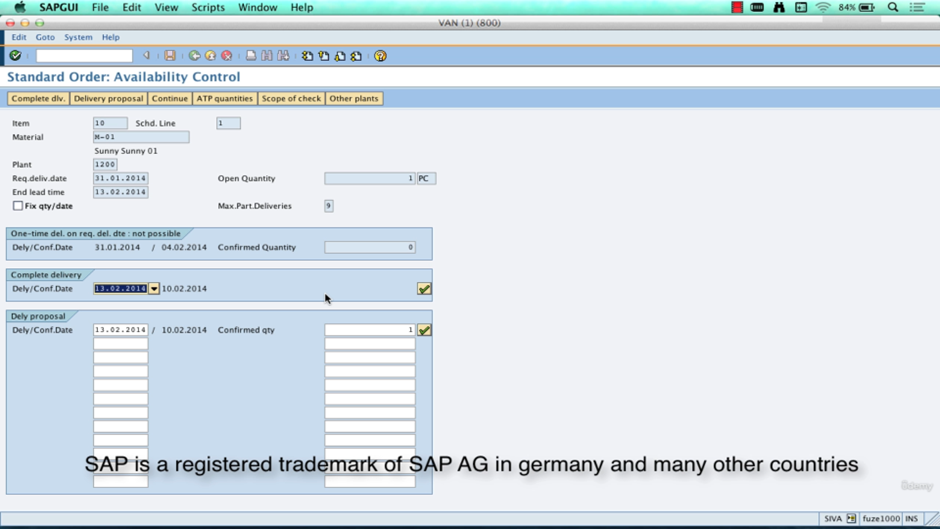 SAPGUI File Edit View Scripts Window Help 84%
VAN (1) (800)
Edit Goto System Help
Standard Order: Availability Control
Complete dlv. Delivery proposal Continue ATP quantities Scope of check Other plants
Item 10 Schd. Line 1
Material M-01
Sunny Sunny 01
Plant 1200
Req.deliv.date 31.01.2014 Open Quantity 1 PC
End lead time 13.02.2014
Fix qty/date Max.Part.Deliveries 9
One-time del. on req. del. dte : not possible
Dely/Conf.Date 31.01.2014 / 04.02.2014 Confirmed Quantity 0
Complete delivery
Dely/Conf.Date 13.02.2014 10.02.2014
Dely proposal
Dely/Conf.Date 13.02.2014 / 10.02.2014 Confirmed qty 1
SAP is a registered trademark of SAP AG in germany and many other countries
Udemy
SIVA fuze1000 INS